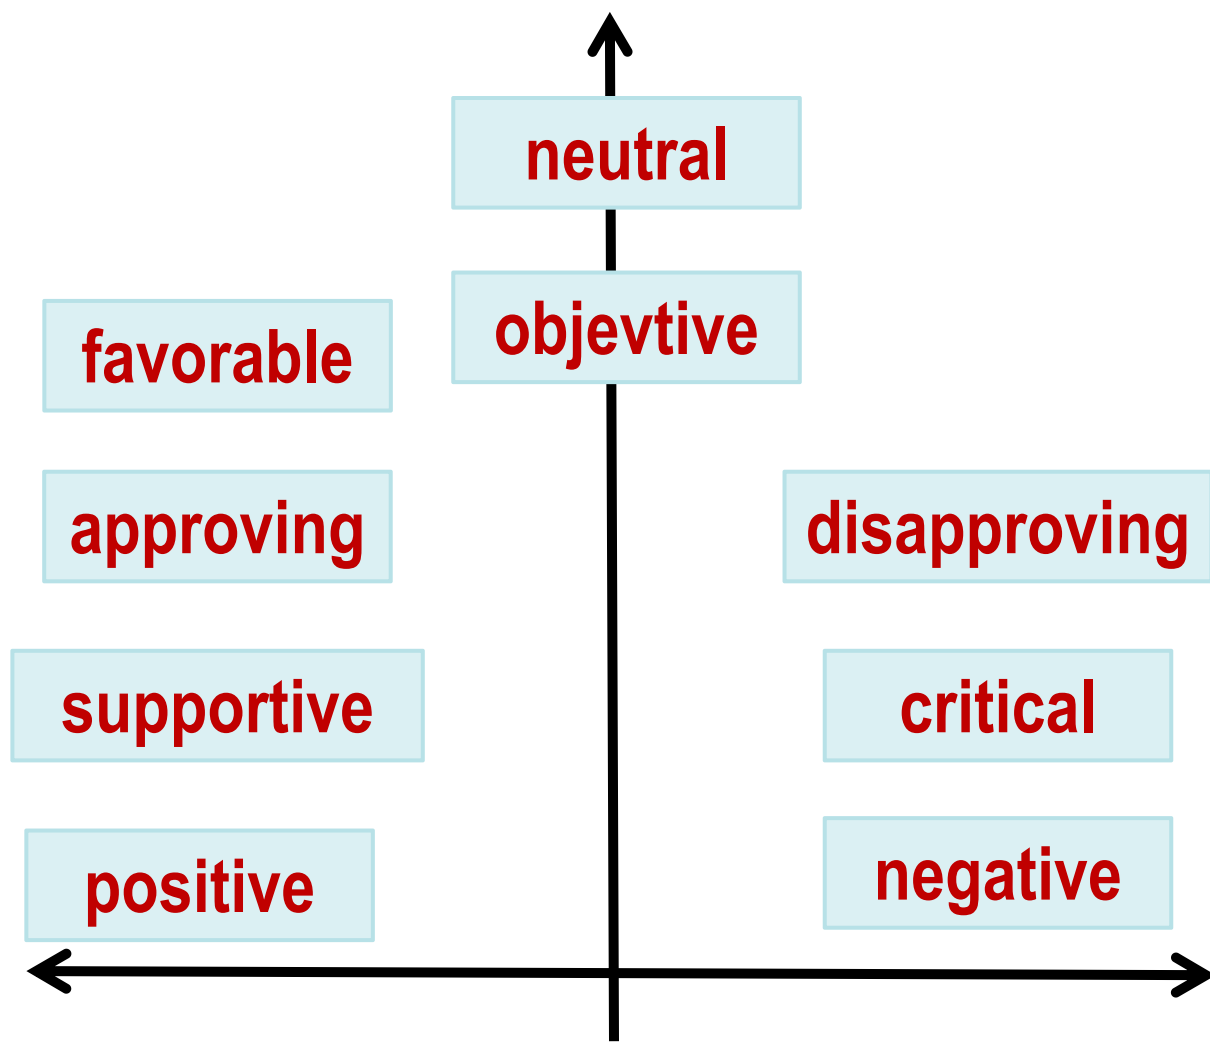 neutral
objevtive
favorable
approving
disapproving
supportive
critical
positive
negative